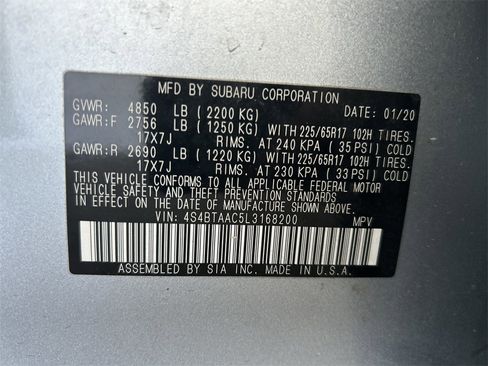 MFD BY SUBARU CORPORATION
GVWR: 4850 LB (2200 KG) DATE: 01/20
GAWR:F 2756 LB (1250 KG) WITH 225/65R17 102H TIRES.
17X7J RIMS. AT 240 KPA (35 PSI) COLD
GAWR:R 2690 LB (1220 KG) WITH 225/65R17 102H TIRES.
17X7J RIMS. AT 230 KPA (33 PSI) COLD
THIS VEHICLE CONFORMS TO ALL APPLICABLE FEDERAL MOTOR
VEHICLE SAFETY AND THEFT PREVENTION STANDARDS
IN EFFECT ON THE DATE OF MANUFACTURE SHOWN ABOVE.
VIN: 4S4BTAAC5L3168200 MPV
ASSEMBLED BY SIA INC. MADE IN U.S.A.